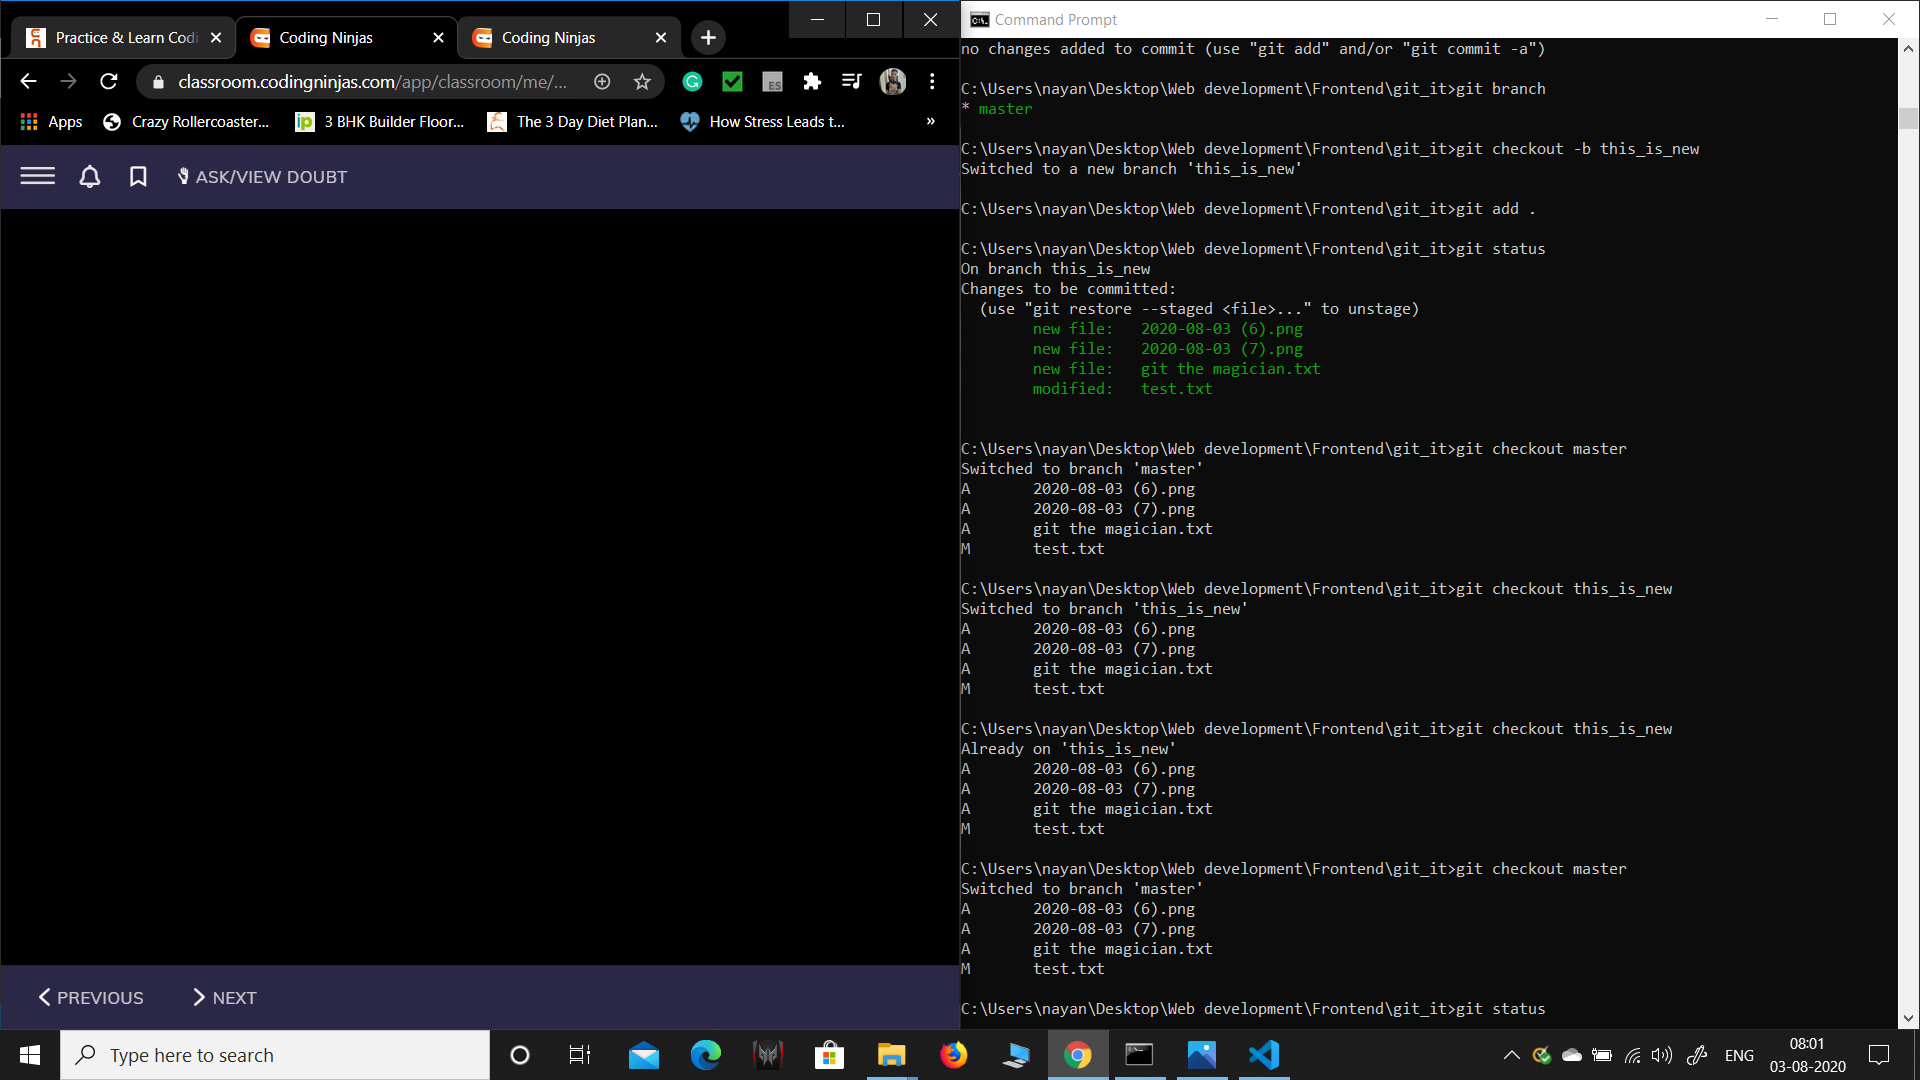 Practice & Learn Codi
Coding Ninjas
Coding Ninjas
classroom.codingninjas.com/app/classroom/me/...
Apps
Crazy Rollercoaster...
3 BHK Builder Floor...
The 3 Day Diet Plan...
How Stress Leads t...
»
ASK/VIEW DOUBT
PREVIOUS
NEXT
Command Prompt
no changes added to commit (use "git add" and/or "git commit -a")
C:\Users\nayan\Desktop\Web development\Frontend\git_it>git branch
* master
C:\Users\nayan\Desktop\Web development\Frontend\git_it>git checkout -b this_is_new
Switched to a new branch 'this_is_new'
C:\Users\nayan\Desktop\Web development\Frontend\git_it>git add .
C:\Users\nayan\Desktop\Web development\Frontend\git_it>git status
On branch this_is_new
Changes to be committed:
(use "git restore --staged <file>..." to unstage)
new file: 2020-08-03 (6).png
new file: 2020-08-03 (7).png
new file: git the magician.txt
modified: test.txt
C:\Users\nayan\Desktop\Web development\Frontend\git_it>git checkout master
Switched to branch 'master'
A 2020-08-03 (6).png
A 2020-08-03 (7).png
A git the magician.txt
M test.txt
C:\Users\nayan\Desktop\Web development\Frontend\git_it>git checkout this_is_new
Switched to branch 'this_is_new'
A 2020-08-03 (6).png
A 2020-08-03 (7).png
A git the magician.txt
M test.txt
C:\Users\nayan\Desktop\Web development\Frontend\git_it>git checkout this_is_new
Already on 'this_is_new'
A 2020-08-03 (6).png
A 2020-08-03 (7).png
A git the magician.txt
M test.txt
C:\Users\nayan\Desktop\Web development\Frontend\git_it>git checkout master
Switched to branch 'master'
A 2020-08-03 (6).png
A 2020-08-03 (7).png
A git the magician.txt
M test.txt
C:\Users\nayan\Desktop\Web development\Frontend\git_it>git status
Type here to search
ENG
08:01
03-08-2020